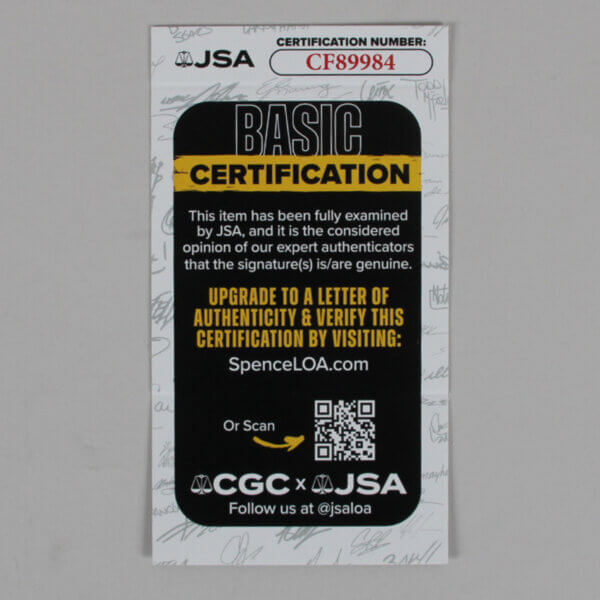 JSA
CERTIFICATION NUMBER:
CF89984
BASIC
CERTIFICATION
This item has been fully examined
by JSA, and it is the considered
opinion of our expert authenticators
that the signature(s) is/are genuine.
UPGRADE TO A LETTER OF
AUTHENTICITY & VERIFY THIS
CERTIFICATION BY VISITING:
SpenceLOA.com
Or Scan
CGC x JSA
Follow us at @jsaloa